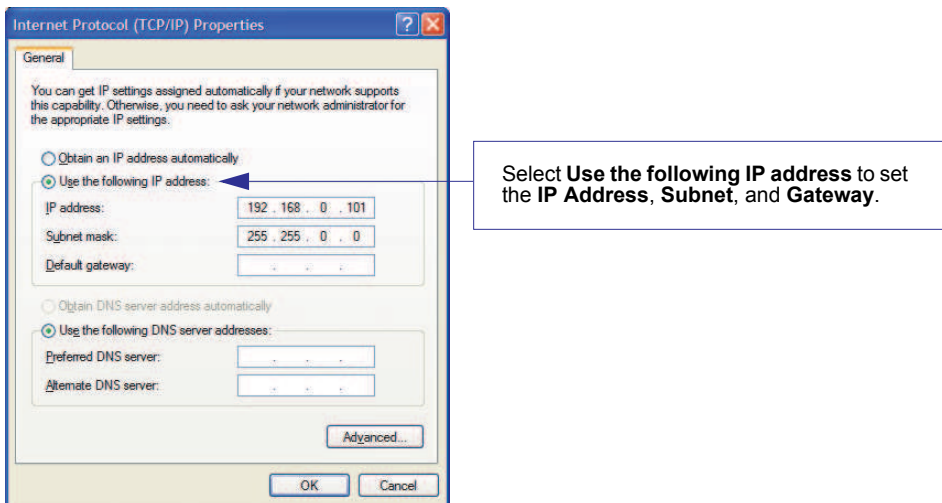 Internet Protocol (TCP/IP) Properties
General
You can get IP settings assigned automatically if your network supports
this capability. Otherwise, you need to ask your network administrator for
the appropriate IP settings.
Obtain an IP address automatically
Use the following IP address:
IP address: 192 . 168 . 0 . 101
Subnet mask: 255 . 255 . 0 . 0
Default gateway: . . .
Obtain DNS server address automatically
Use the following DNS server addresses:
Preferred DNS server: . . .
Alternate DNS server: . . .
Advanced...
OK Cancel
Select Use the following IP address to set
the IP Address, Subnet, and Gateway.